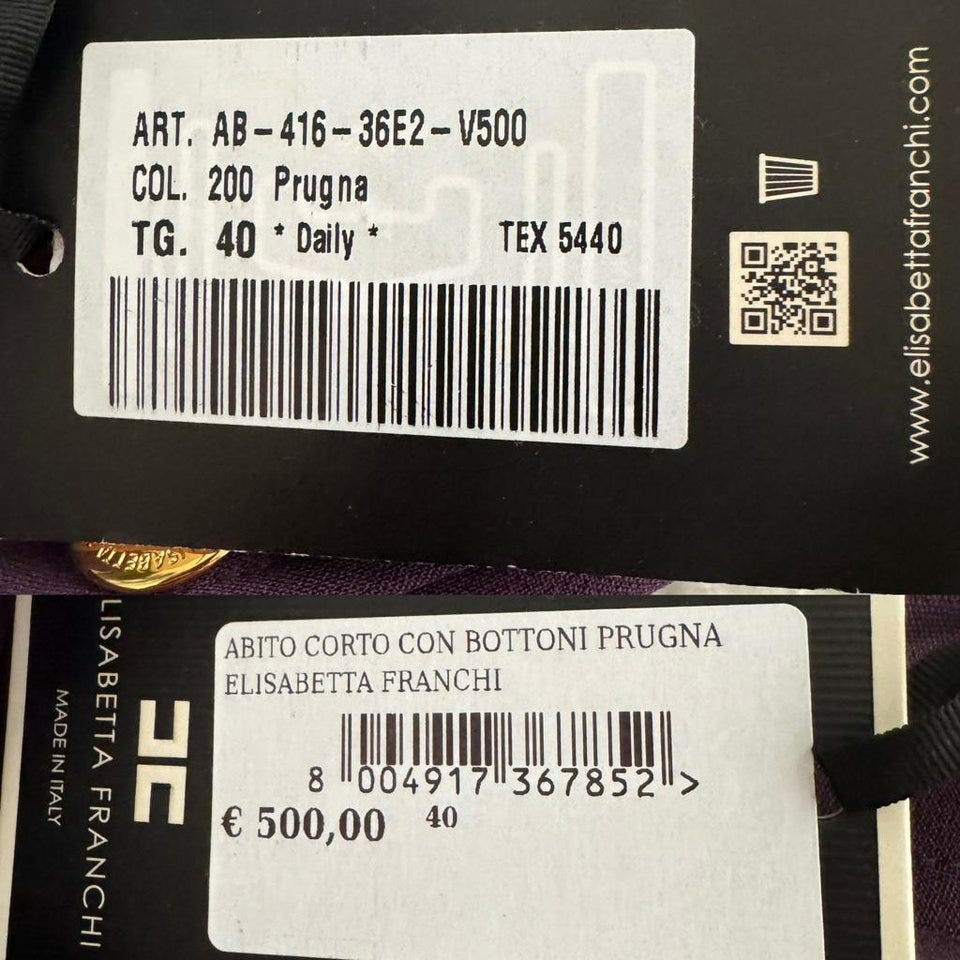 ART. AB-416-36E2-V500
COL. 200 Prugna
TG. 40 * Daily * TEX 5440
www.elisabettafranchi.com
ISABETTA
LISABETTA FRANCHI
MADE IN ITALY
ABITO CORTO CON BOTTONI PRUGNA
ELISABETTA FRANCHI
8 004917 367852 >
€ 500,00 40